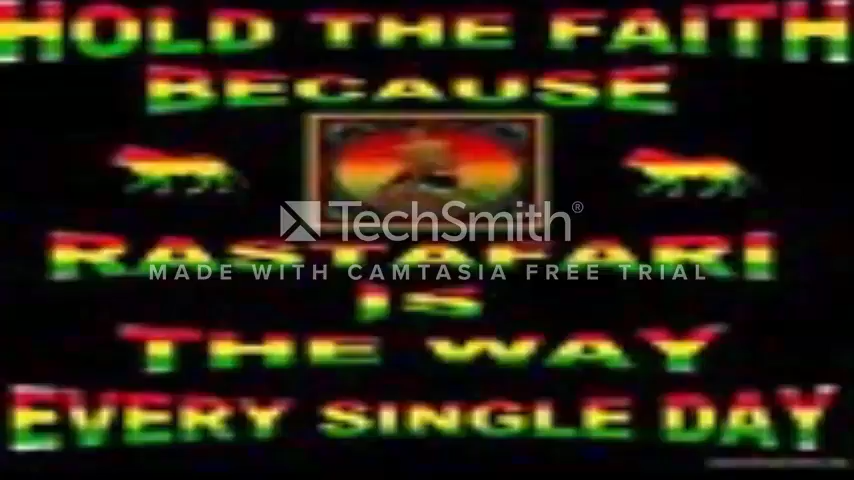 HOLD THE FAITH
BECAUSE
TechSmith®
RASTAFARI
MADE WITH CAMTASIA FREE TRIAL
IS
THE WAY
EVERY SINGLE DAY